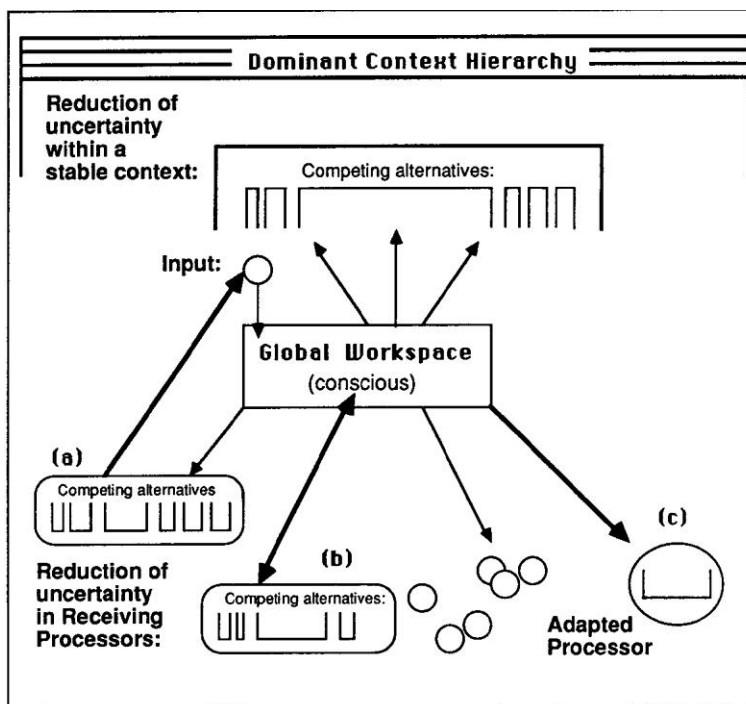 Dominant Context Hierarchy
Reduction of
uncertainty
within a
stable context:
Competing alternatives:
Input:
Global Workspace
(conscious)
(a)
Competing alternatives
(c)
(b)
Reduction of
uncertainty
in Receiving
Processors:
Competing alternatives:
Adapted
Processor